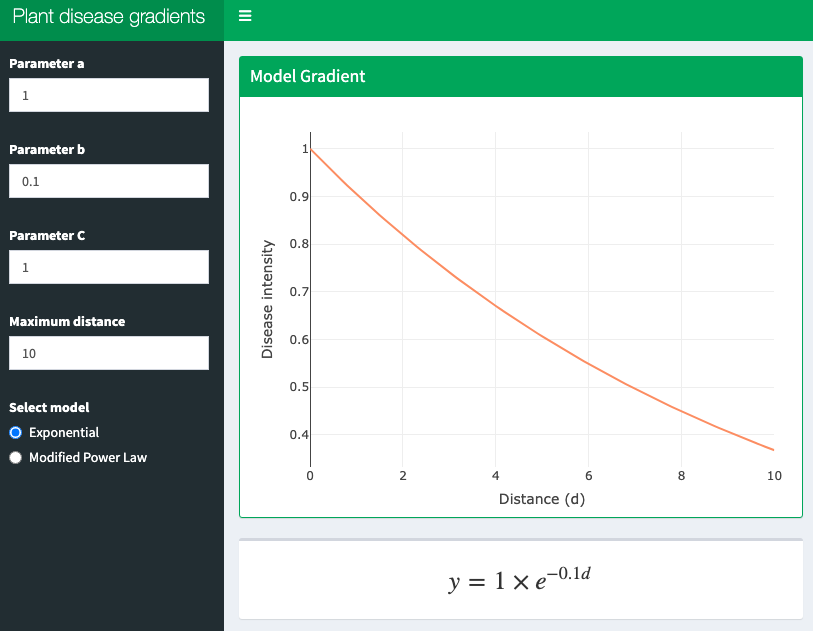 Plant disease gradients
Parameter a
1
Parameter b
0.1
Parameter C
1
Maximum distance
10
Select model
Exponential
Modified Power Law
Model Gradient
1
0.9
0.8
0.7
0.6
0.5
0.4
Disease intensity
0 2 4 6 8 10
Distance (d)
y = 1 × e^−0.1d